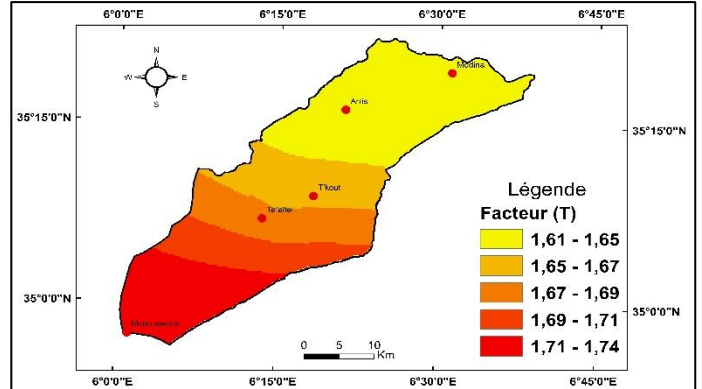 6°0'0"E 6°15'0"E 6°30'0"E 6°45'0"E
N
W E
S
Medina
Arris
35°15'0"N 35°15'0"N
T'kout
Légende
Facteur (T)
1,61 - 1,65
1,65 - 1,67
1,67 - 1,69
1,69 - 1,71
1,71 - 1,74
35°0'0"N 35°0'0"N
0 5 10
Km
6°0'0"E 6°15'0"E 6°30'0"E 6°45'0"E